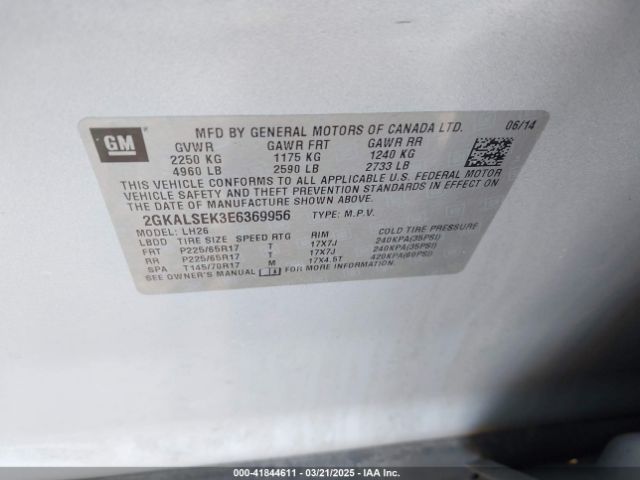 GM
MFD BY GENERAL MOTORS OF CANADA LTD. 06/14
GVWR GAWR FRT GAWR RR
2250 KG 1175 KG 1240 KG
4960 LB 2590 LB 2733 LB
THIS VEHICLE CONFORMS TO ALL APPLICABLE U.S. FEDERAL MOTOR
VEHICLE SAFETY AND THEFT PREVENTION STANDARDS IN EFFECT ON
THE DATE OF MANUFACTURE SHOWN ABOVE.
2GKALSEK3E6369956 TYPE: M.P.V.
MODEL: LH26
LBDD TIRE SIZE SPEED RTG RIM COLD TIRE PRESSURE
FRT P225/65R17 T 17X7J 240KPA(35PSI)
RR P225/65R17 T 17X7J 240KPA(35PSI)
SPA T145/70R17 M 17X4.5T 420KPA(60PSI)
SEE OWNER'S MANUAL FOR MORE INFORMATION.
000-41844611 - 03/21/2025 - IAA Inc.